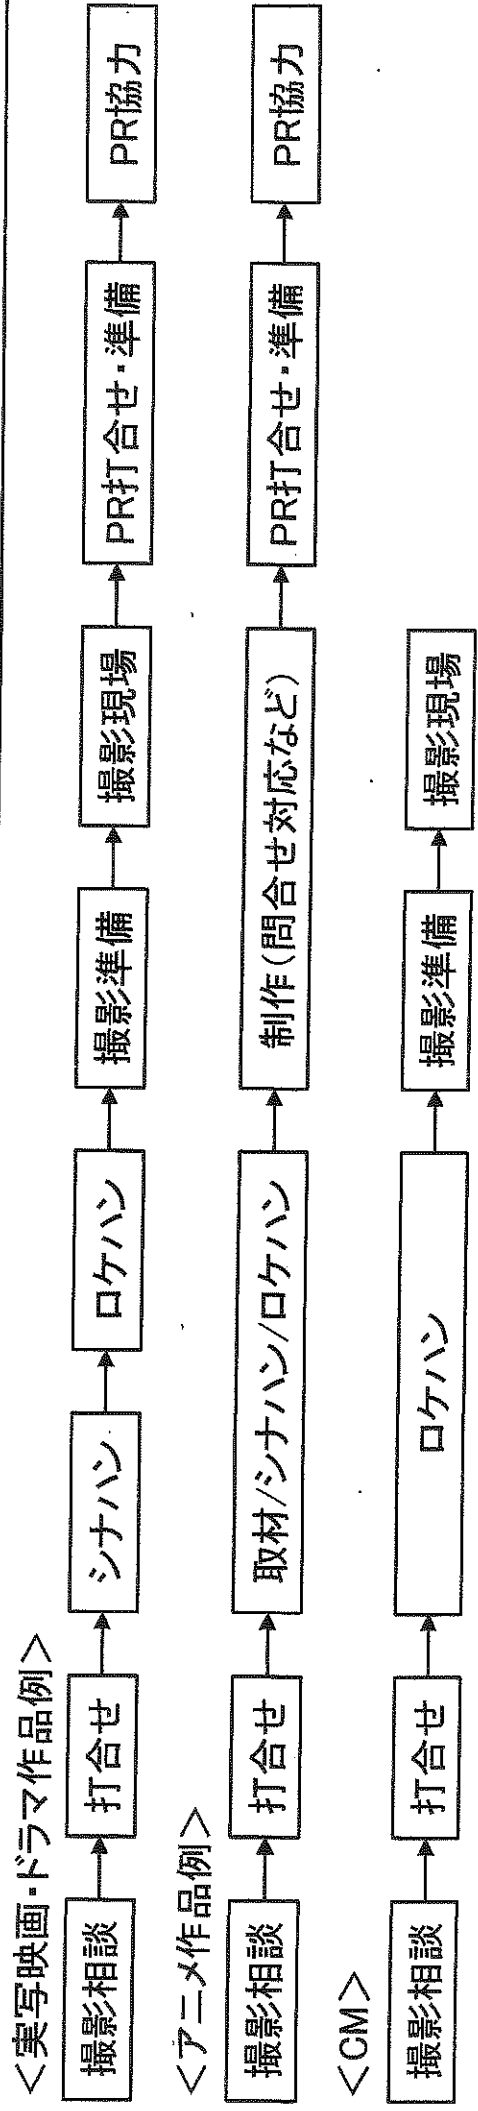 ＜実写映画・ドラマ作品例＞
撮影相談
打合せ
シナハン
ロケハン
撮影準備
撮影現場
PR打合せ・準備
PR協力
＜アニメ作品例＞
撮影相談
打合せ
取材/シナハン/ロケハン
制作（問合せ対応など）
PR打合せ・準備
PR協力
＜CM＞
撮影相談
打合せ
ロケハン
撮影準備
撮影現場